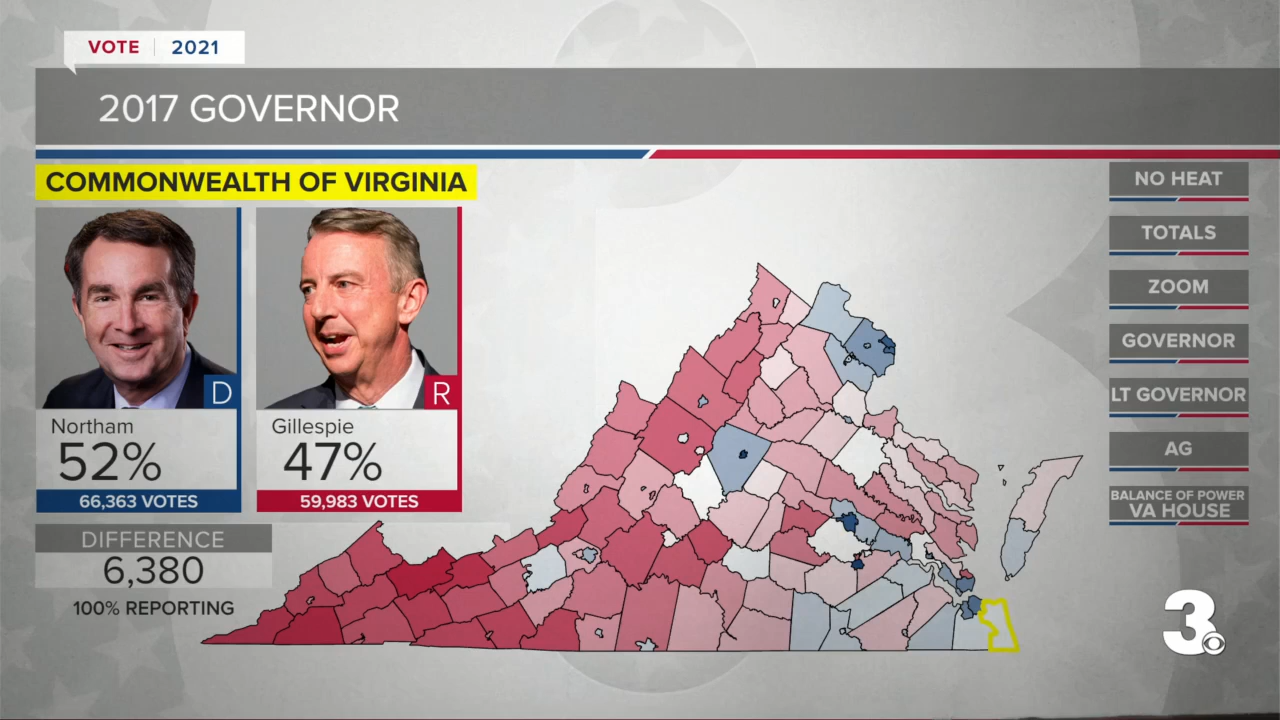 VOTE 2021
2017 GOVERNOR
COMMONWEALTH OF VIRGINIA
D
R
Northam
52%
66,363 VOTES
Gillespie
47%
59,983 VOTES
DIFFERENCE
6,380
100% REPORTING
NO HEAT
TOTALS
ZOOM
GOVERNOR
LT GOVERNOR
AG
BALANCE OF POWER
VA HOUSE
3